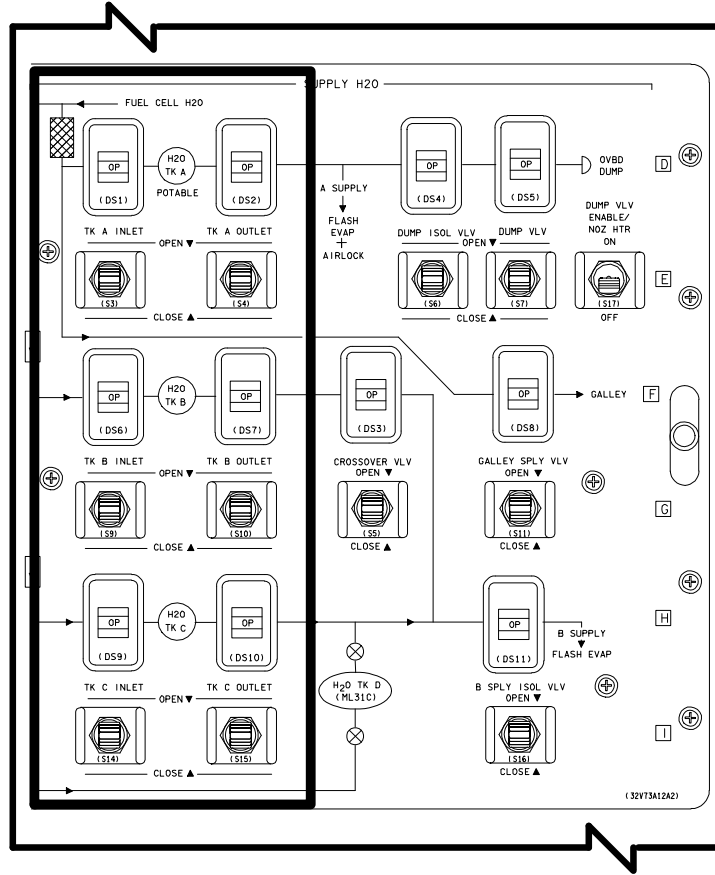 SUPPLY H2O
FUEL CELL H2O
OP
(DS1)
H2O
TK A
POTABLE
OP
(DS2)
A SUPPLY
FLASH
EVAP
+
AIRLOCK
OP
(DS4)
OP
(DS5)
OVBD
DUMP
D
TK A INLET
TK A OUTLET
OPEN ▼
(S3)
(S4)
CLOSE ▲
DUMP ISOL VLV
DUMP VLV
OPEN ▼
(S6)
(S7)
CLOSE ▲
DUMP VLV
ENABLE/
NOZ HTR
ON
(S17)
OFF
E
OP
(DS6)
H2O
TK B
OP
(DS7)
OP
(DS3)
OP
(DS8)
GALLEY
F
TK B INLET
TK B OUTLET
OPEN ▼
(S9)
(S10)
CLOSE ▲
CROSSOVER VLV
OPEN ▼
(S5)
CLOSE ▲
GALLEY SPLY VLV
OPEN ▼
(S11)
CLOSE ▲
G
OP
(DS9)
H2O
TK C
OP
(DS10)
OP
(DS11)
B SUPPLY
FLASH EVAP
H
TK C INLET
TK C OUTLET
OPEN ▼
(S14)
(S15)
CLOSE ▲
H2O TK D
(ML31C)
B SPLY ISOL VLV
OPEN ▼
(S16)
CLOSE ▲
I
(32V73A12A2)